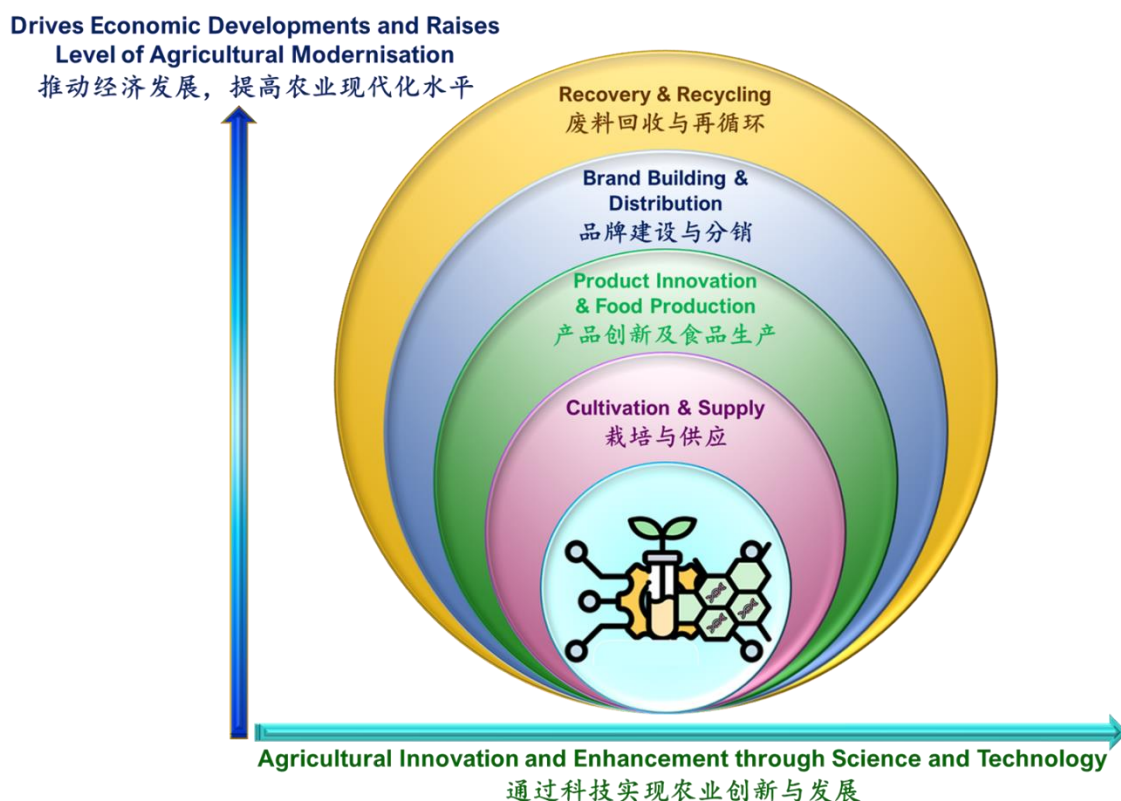 Drives Economic Developments and Raises
Level of Agricultural Modernisation
推动经济发展，提高农业现代化水平
Recovery & Recycling
废料回收与再循环
Brand Building &
Distribution
品牌建设与分销
Product Innovation
& Food Production
产品创新及食品生产
Cultivation & Supply
栽培与供应
Agricultural Innovation and Enhancement through Science and Technology
通过科技实现农业创新与发展